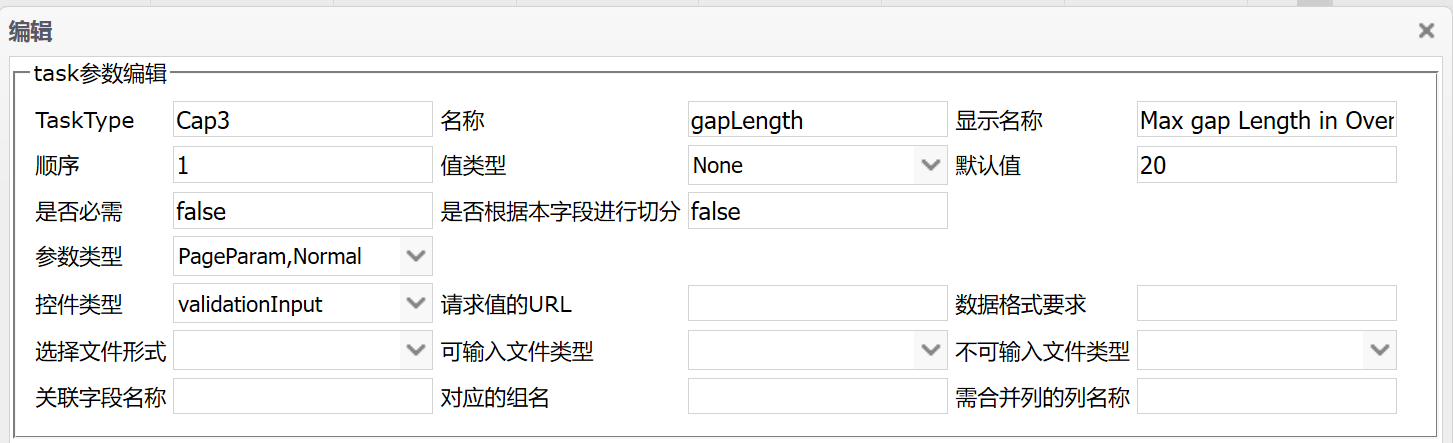 编辑
task参数编辑
TaskType Cap3 名称 gapLength 显示名称 Max gap Length in Over
顺序 1 值类型 None 默认值 20
是否必需 false 是否根据本字段进行切分 false
参数类型 PageParam,Normal
控件类型 validationInput 请求值的URL 数据格式要求
选择文件形式 可输入文件类型 不可输入文件类型
关联字段名称 对应的组名 需合并列的列名称